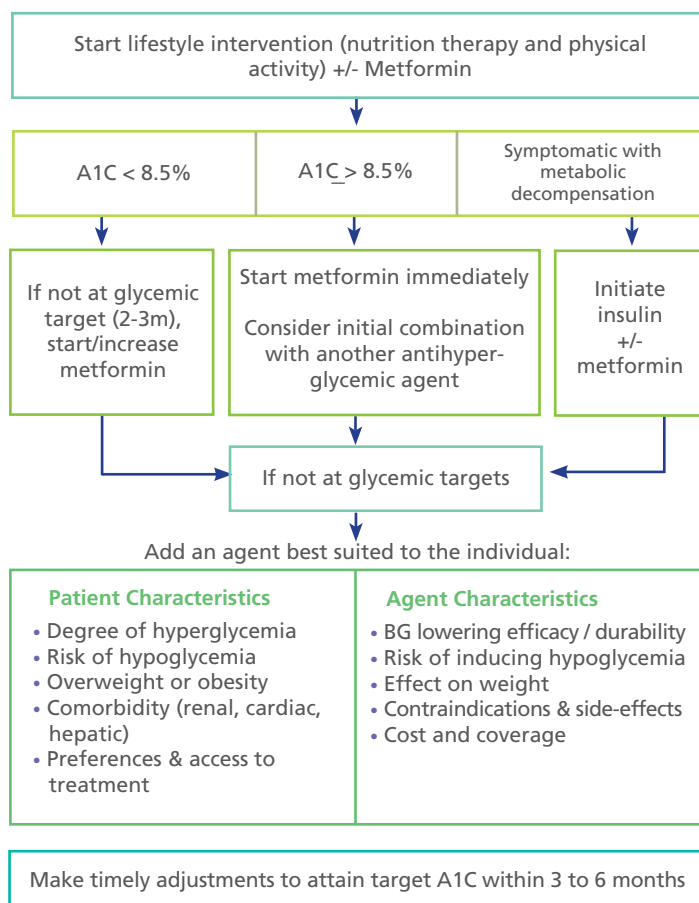 Start lifestyle intervention (nutrition therapy and physical
activity) +/- Metformin
A1C < 8.5%
A1C > 8.5%
Symptomatic with
metabolic
decompensation
If not at glycemic
target (2-3m),
start/increase
metformin
Start metformin immediately
Consider initial combination
with another antihyper-
glycemic agent
Initiate
insulin
+/-
metformin
If not at glycemic targets
Add an agent best suited to the individual:
Patient Characteristics
• Degree of hyperglycemia
• Risk of hypoglycemia
• Overweight or obesity
• Comorbidity (renal, cardiac,
hepatic)
• Preferences & access to
treatment
Agent Characteristics
• BG lowering efficacy / durability
• Risk of inducing hypoglycemia
• Effect on weight
• Contraindications & side-effects
• Cost and coverage
Make timely adjustments to attain target A1C within 3 to 6 months